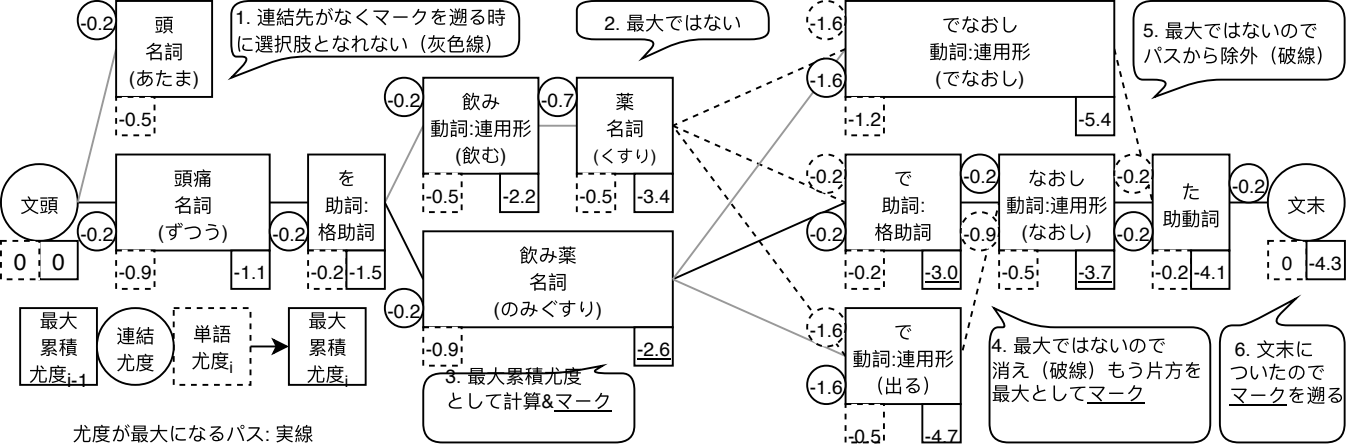 1. 連結先がなくマークを遡る時
に選択肢となれない（灰色線）
2. 最大ではない
5. 最大ではないので
パスから除外（破線）
-0.2
頭
名詞
(あたま)
-0.5
文頭
0
0
-0.2
頭痛
名詞
(ずつう)
-0.9
-1.1
-0.2
を
助詞:
格助詞
-0.2
-1.5
-0.2
飲み
動詞:連用形
(飲む)
-0.5
-2.2
-0.7
薬
名詞
(くすり)
-0.5
-3.4
-0.2
飲み薬
名詞
(のみぐすり)
-0.9
-2.6
-1.6
-1.6
でなおし
動詞:連用形
(でなおし)
-1.2
-5.4
-0.2
-0.2
で
助詞:
格助詞
-0.2
-3.0
-0.2
-0.9
なおし
動詞:連用形
(なおし)
-0.5
-3.7
-0.2
-0.2
た
助動詞
-0.2
-4.1
-0.2
文末
0
-4.3
-1.6
-1.6
で
動詞:連用形
（出る）
-0.5
-4.7
最大
累積
尤度i-1
連結
尤度
単語
尤度i
最大
累積
尤度i
3. 最大累積尤度
として計算&マーク
4. 最大ではないので
消え（破線）もう片方を
最大としてマーク
6. 文末に
ついたので
マークを遡る
尤度が最大になるパス: 実線